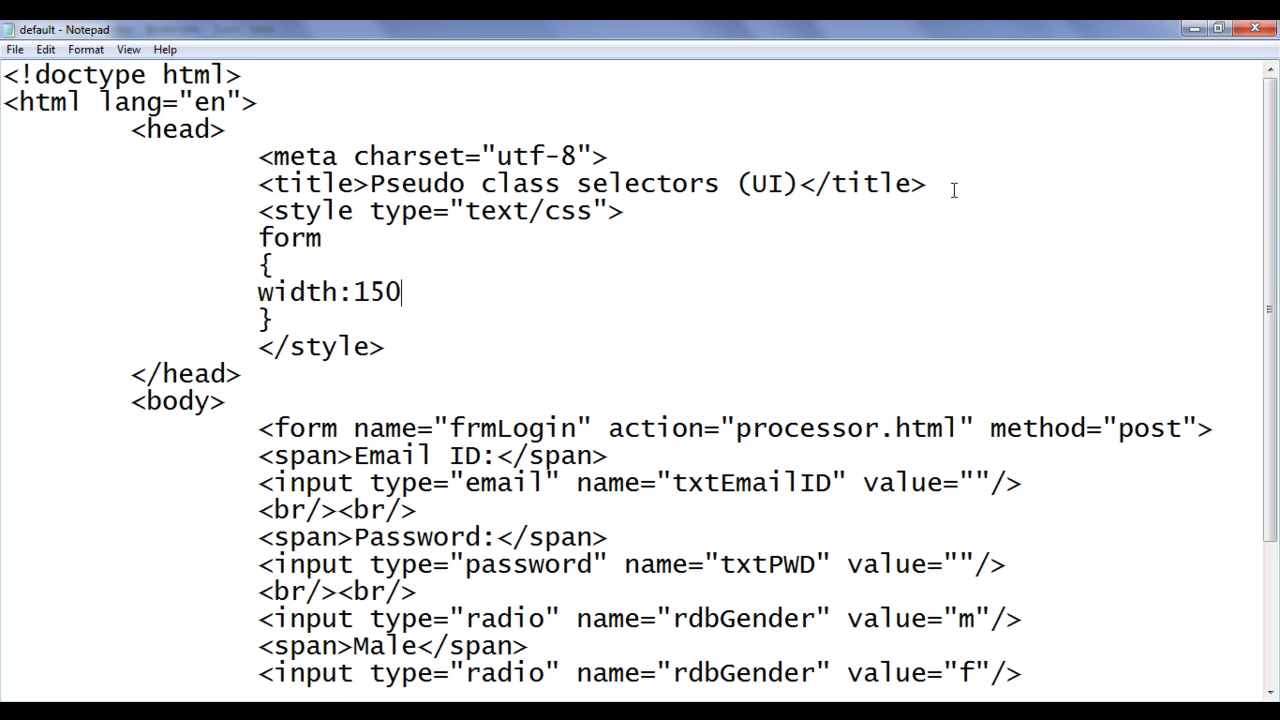 default - Notepad
File Edit Format View Help
<!doctype html>
<html lang="en">
<head>
<meta charset="utf-8">
<title>Pseudo class selectors (UI)</title>
<style type="text/css">
form
{
width:150
}
</style>
</head>
<body>
<form name="frmLogin" action="processor.html" method="post">
<span>Email ID:</span>
<input type="email" name="txtEmailID" value=""/>
<br/><br/>
<span>Password:</span>
<input type="password" name="txtPWD" value=""/>
<br/><br/>
<input type="radio" name="rdbGender" value="m"/>
<span>Male</span>
<input type="radio" name="rdbGender" value="f"/>